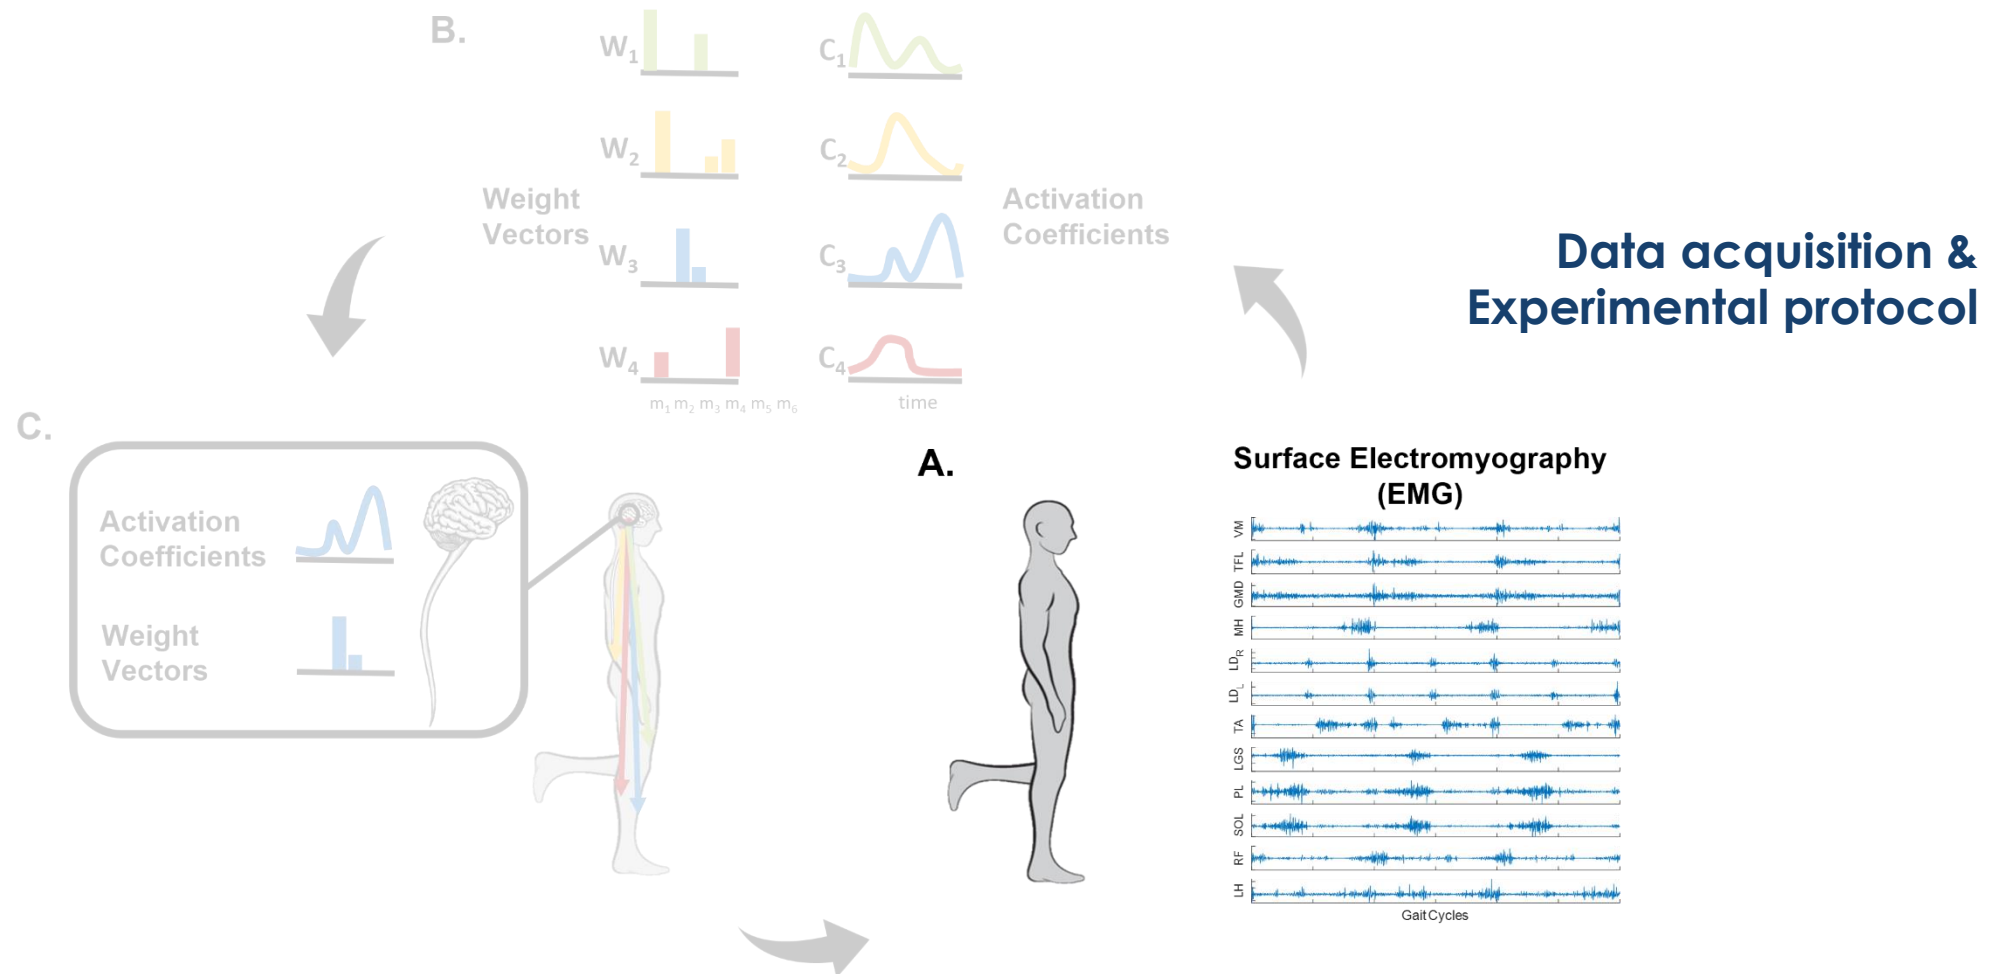 B.
W1
C1
W2
C2
Weight
Vectors
Activation
Coefficients
W3
C3
W4
C4
m1 m2 m3 m4 m5 m6
time
Data acquisition &
Experimental protocol
C.
Activation
Coefficients
Weight
Vectors
A.
Surface Electromyography
(EMG)
VM
TFL
GMD
MH
LDR
LDL
TA
LGS
PL
SOL
RF
LH
Gait Cycles